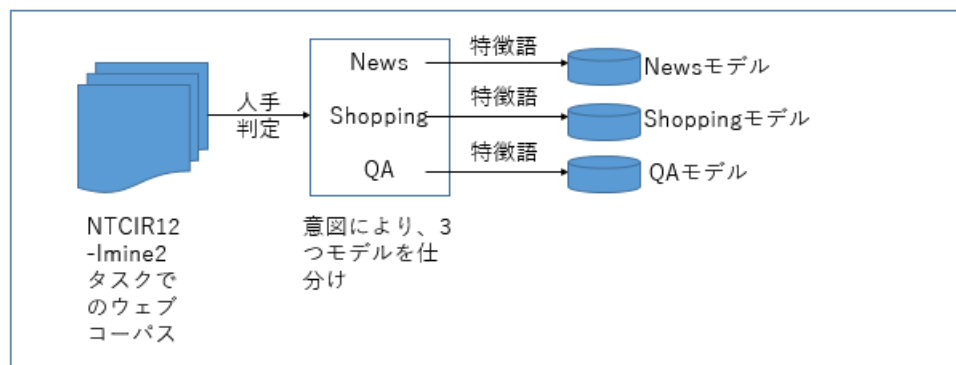 特徴語
News
Newsモデル
人手
判定
特徴語
Shopping
Shoppingモデル
特徴語
QA
QAモデル
NTCIR12
-Imine2
タスクで
のウェブ
コーパス
意図により、3
つモデルを仕
分け